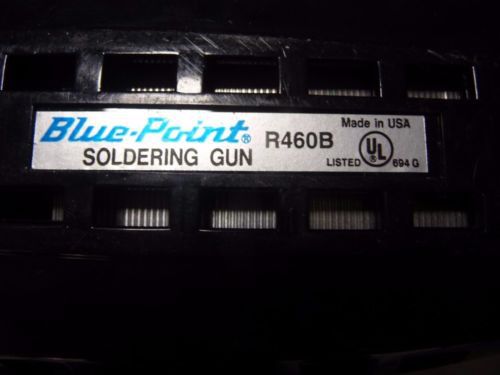 Blue-Point® R460B Made in USA
SOLDERING GUN LISTED UL® 694 G